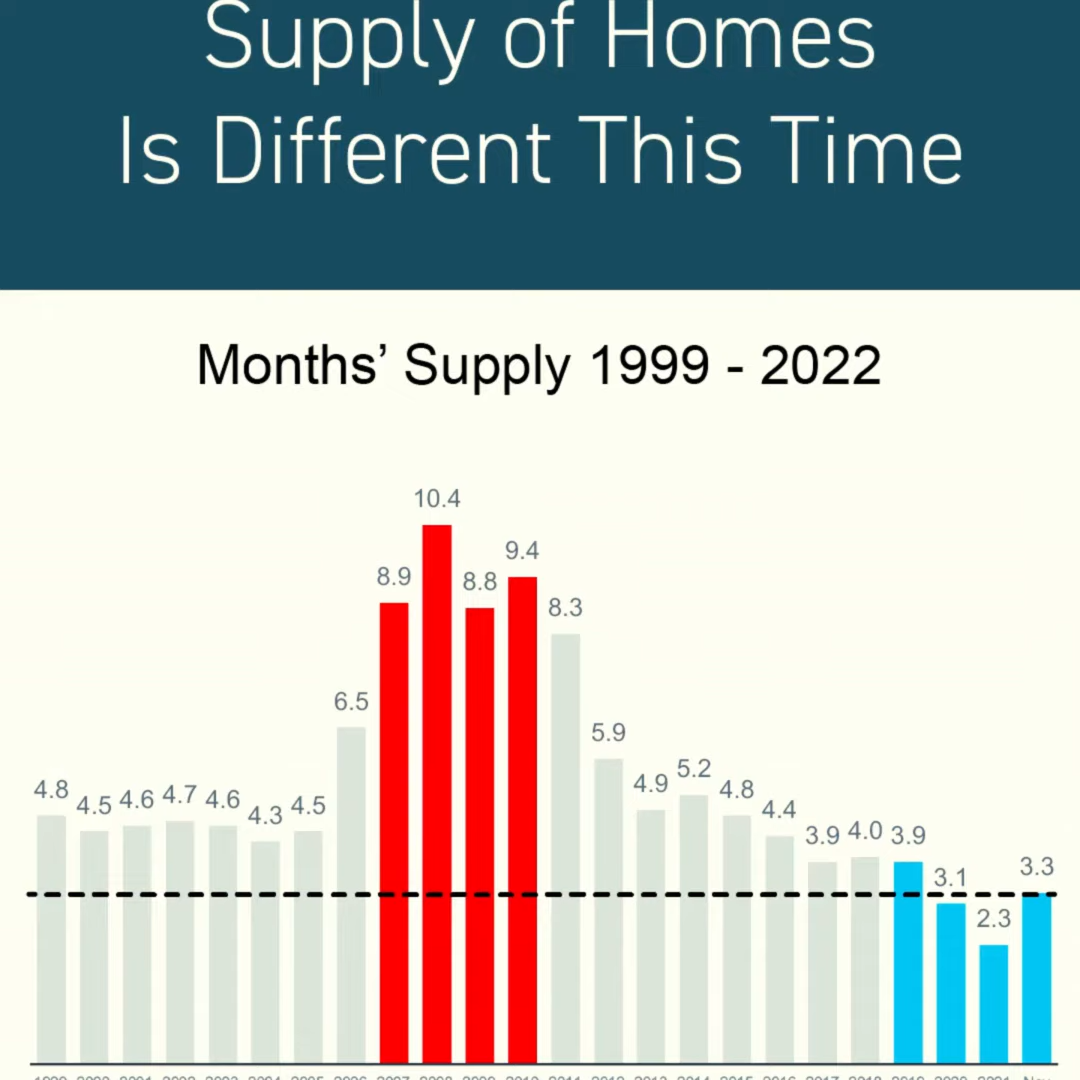 Supply of Homes
Is Different This Time
Months’ Supply 1999 - 2022
10.4
9.4
8.9
8.8
8.3
6.5
5.9
5.2
4.8 4.5 4.6 4.7 4.6 4.3 4.5
4.9 4.8 4.4
3.9 4.0 3.9
3.1
3.3
2.3